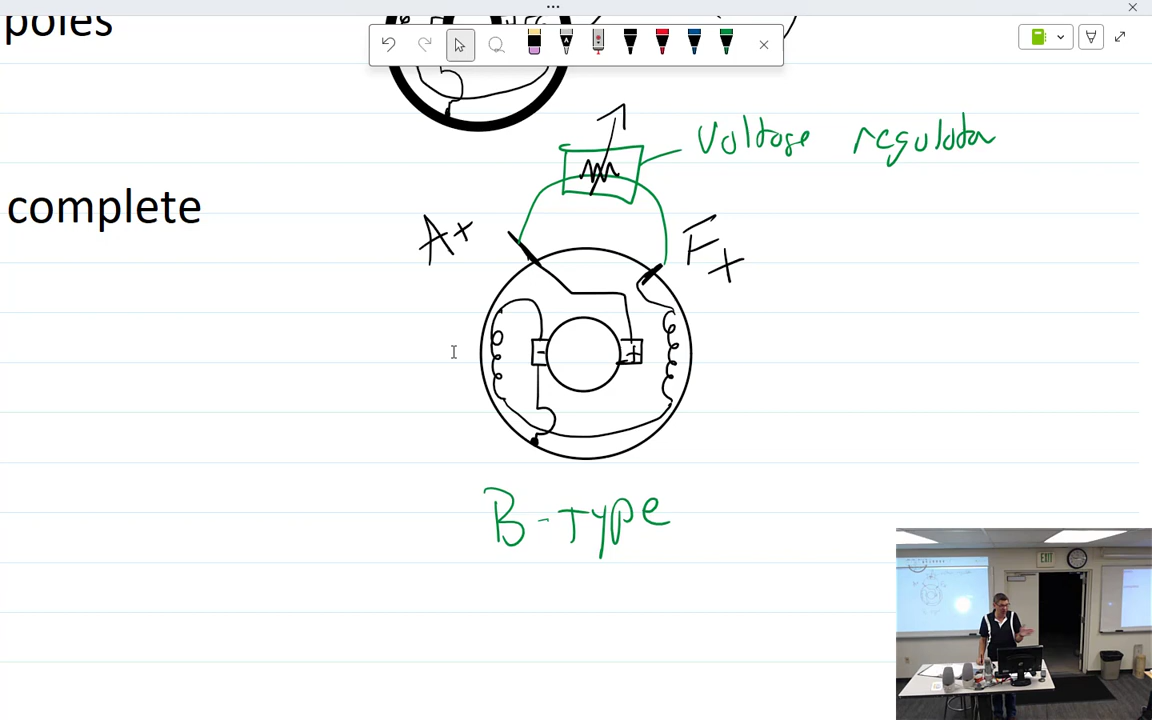 poles
Voltage regulator
complete
A+
F+
-
+
B-Type
EXIT